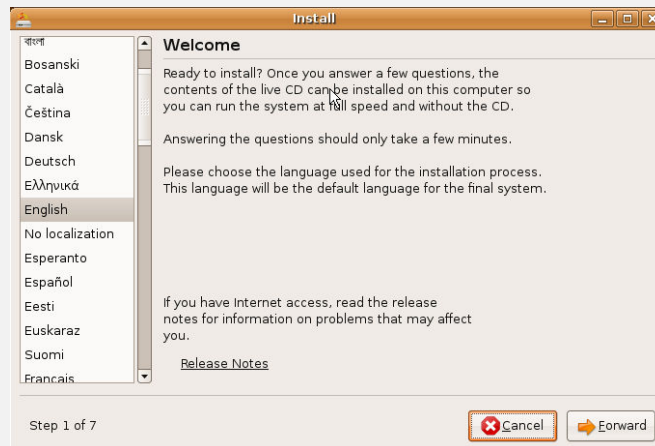 Install
বাংলা
Bosanski
Català
Čeština
Dansk
Deutsch
Ελληνικά
English
No localization
Esperanto
Español
Eesti
Euskaraz
Suomi
Français
Welcome
Ready to install? Once you answer a few questions, the
contents of the live CD can be installed on this computer so
you can run the system at full speed and without the CD.
Answering the questions should only take a few minutes.
Please choose the language used for the installation process.
This language will be the default language for the final system.
If you have Internet access, read the release
notes for information on problems that may affect
you.
Release Notes
Step 1 of 7
Cancel
Forward